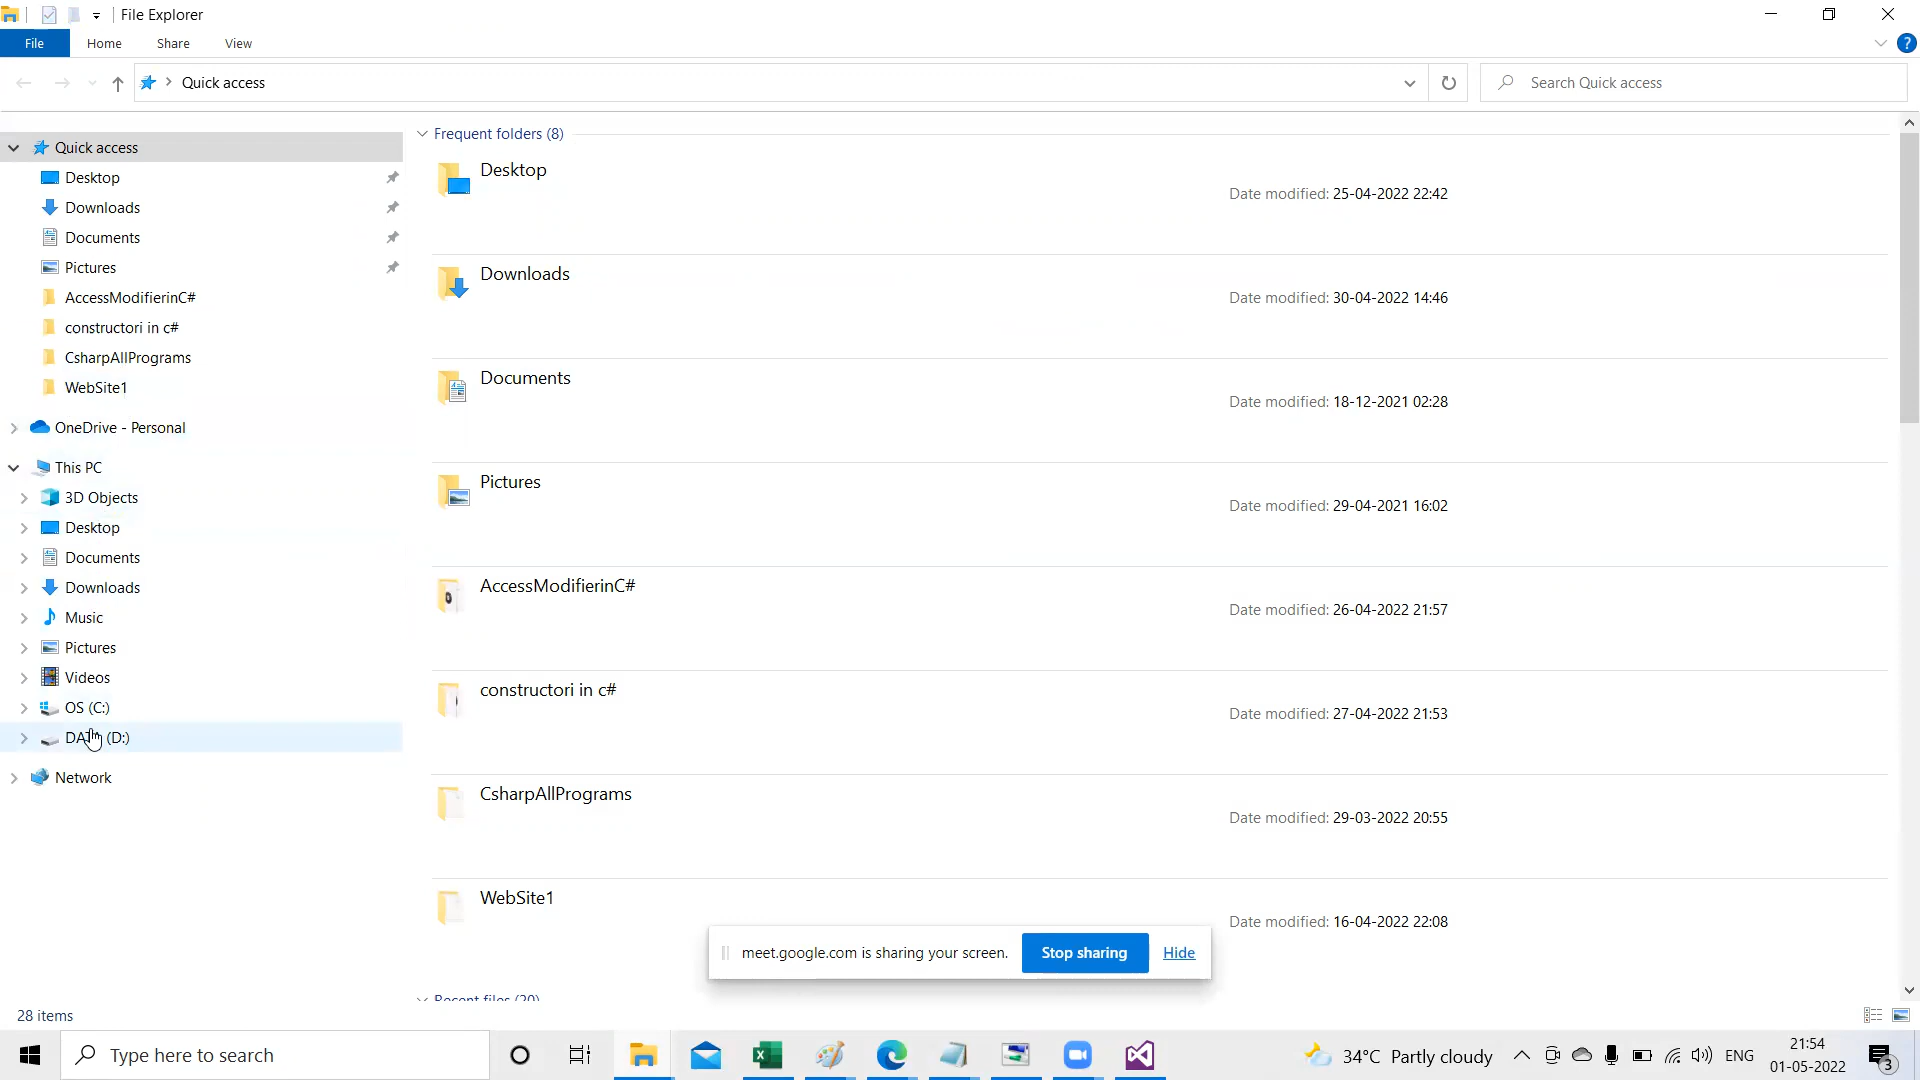 File Explorer
File Home Share View
Quick access
Search Quick access
Quick access
Desktop
Downloads
Documents
Pictures
AccessModifierinC#
constructori in c#
CsharpAllPrograms
WebSite1
OneDrive - Personal
This PC
3D Objects
Desktop
Documents
Downloads
Music
Pictures
Videos
OS (C:)
(D:)
Network
Frequent folders (8)
Desktop
Date modified: 25-04-2022 22:42
Downloads
Date modified: 30-04-2022 14:46
Documents
Date modified: 18-12-2021 02:28
Pictures
Date modified: 29-04-2021 16:02
AccessModifierinC#
Date modified: 26-04-2022 21:57
constructori in c#
Date modified: 27-04-2022 21:53
CsharpAllPrograms
Date modified: 29-03-2022 20:55
WebSite1
Date modified: 16-04-2022 22:08
meet.google.com is sharing your screen. Stop sharing Hide
Recent files (20)
28 items
Type here to search
34°C Partly cloudy
ENG
21:54
01-05-2022
3